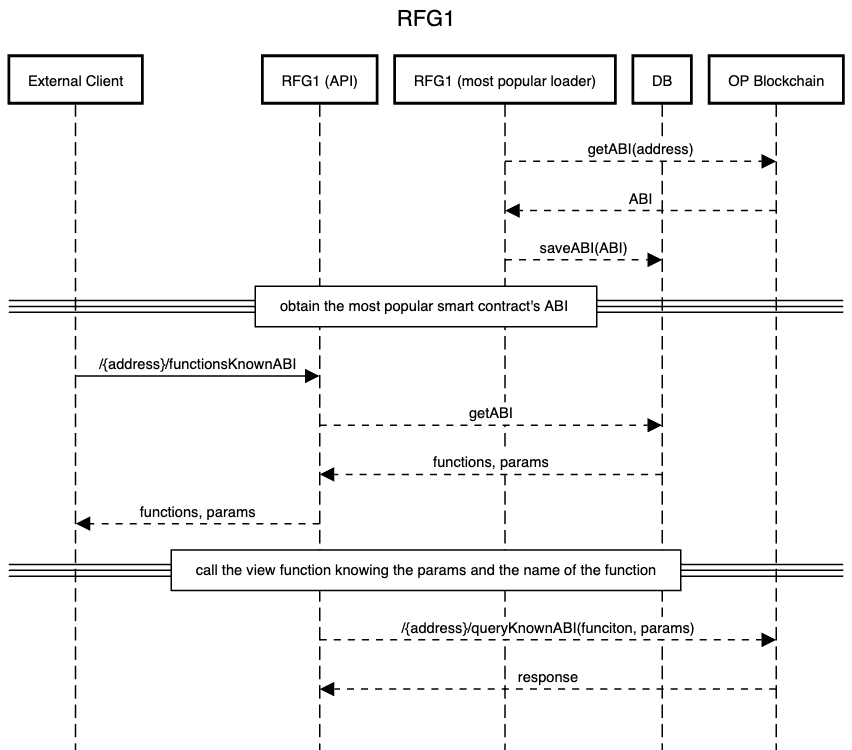 RFG1
External Client
RFG1 (API)
RFG1 (most popular loader)
DB
OP Blockchain
getABI(address)
ABI
saveABI(ABI)
obtain the most popular smart contract's ABI
/{address}/functionsKnownABI
getABI
functions, params
functions, params
call the view function knowing the params and the name of the function
/{address}/queryKnownABI(funciton, params)
response